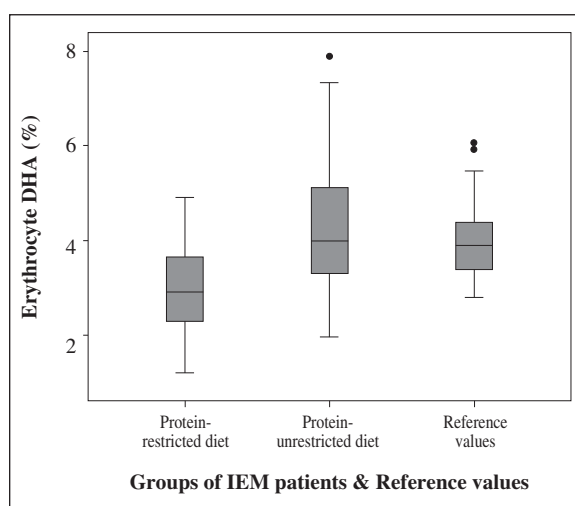 Erythrocyte DHA (%)
8
6
4
2
Protein-
restricted diet
Protein-
unrestricted diet
Reference
values
Groups of IEM patients & Reference values